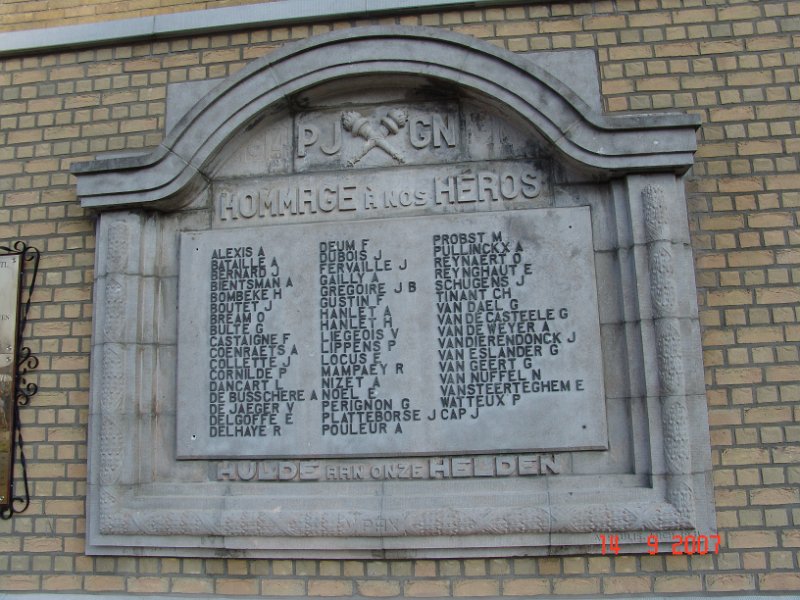 PJ GN
HOMMAGE À NOS HÉROS
ALEXIS A
BATAILLE A
BERNARD J
BIENTSMAN A
BOMBEKE H
BOUTE J
BREAM O
BULTE G
CASTAIGNE F
COENRAETS A
COLLETTE J
CORNILDE P
DANCART L
DE BUSSCHERE A
DE JAEGER V
DELGOFFE E
DELHAYE R
DEUM F
DUBOIS J
FERVAILLE J
GAILLY A
GREGOIRE J B
GUSTIN F
HANLET A
HANLET H
LIEGEOIS V
LIPPENS P
LOCUS E
MAMPAEY R
NIZET A
NOEL E
PERIGNON G
PLATTEBORSE J CAP J
POULEUR A
PROBST M
PULLINCKX A
REYNAERT O
REYNGHAUT E
SCHUGENS J
TINANT CH
VAN DAEL G
VAN DE CASTEELE G
VAN DE WEYER A
VANDIERENDONCK J
VAN ESLANDER G
VAN GEERT G
VAN NUFFEL N
VANSTEERTEGHEM E
WATTEUX P
HULDE AAN ONZE HELDEN
14 9 2007